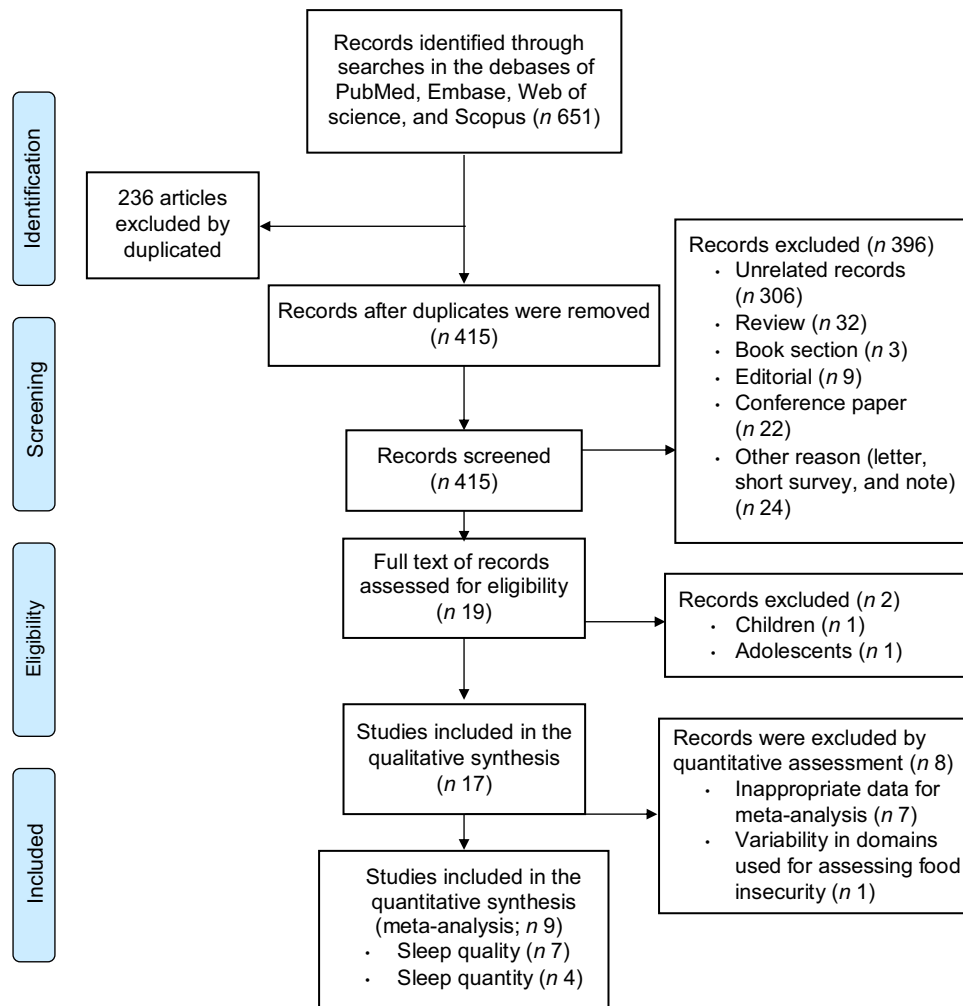 Records identified through
searches in the debases of
PubMed, Embase, Web of
science, and Scopus (n 651)
Identification
236 articles
excluded by
duplicated
Records after duplicates were removed
(n 415)
Records excluded (n 396)
• Unrelated records
(n 306)
• Review (n 32)
• Book section (n 3)
• Editorial (n 9)
• Conference paper
(n 22)
• Other reason (letter,
short survey, and note)
(n 24)
Screening
Records screened
(n 415)
Eligibility
Full text of records
assessed for eligibility
(n 19)
Records excluded (n 2)
• Children (n 1)
• Adolescents (n 1)
Studies included in the
qualitative synthesis
(n 17)
Records were excluded by
quantitative assessment (n 8)
• Inappropriate data for
meta-analysis (n 7)
• Variability in domains
used for assessing food
insecurity (n 1)
Included
Studies included in the
quantitative synthesis
(meta-analysis; n 9)
• Sleep quality (n 7)
• Sleep quantity (n 4)